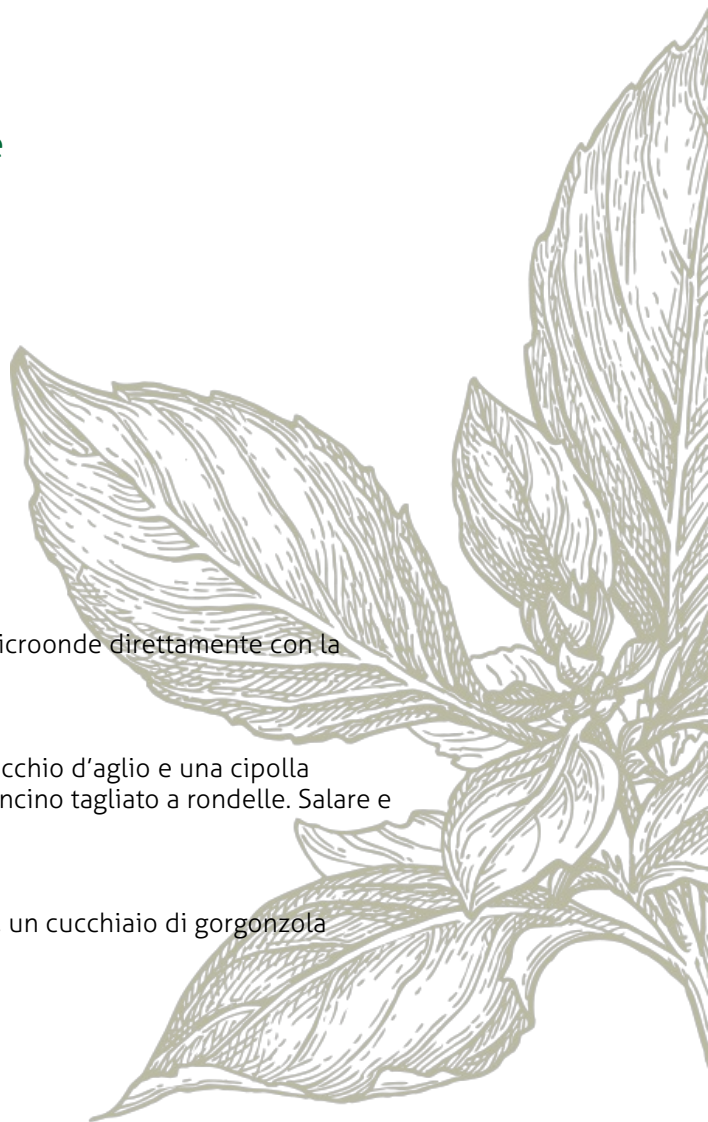 e
icroonde direttamente con la
cchio d'aglio e una cipolla
ncino tagliato a rondelle. Salare e
un cucchiaio di gorgonzola